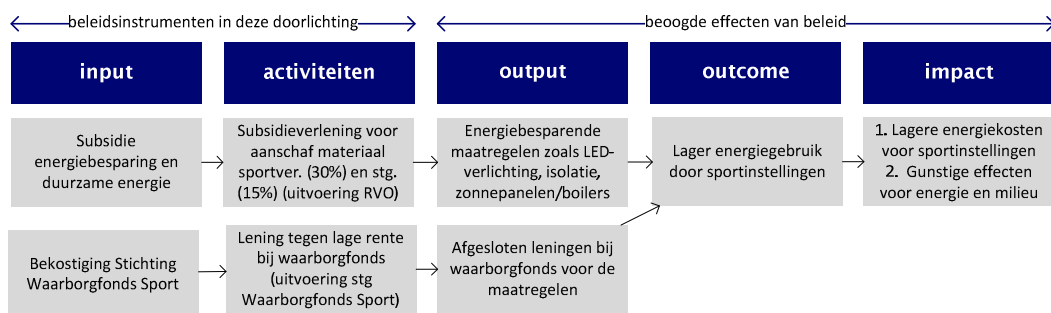 beleidsinstrumenten in deze doorlichting
beoogde effecten van beleid
input
activiteiten
output
outcome
impact
Subsidie
energiebesparing en
duurzame energie
Subsidieverlening voor
aanschaf materiaal
sportver. (30%) en stg.
(15%) (uitvoering RVO)
Energiebesparende
maatregelen zoals LED-
verlichting, isolatie,
zonnepanelen/boilers
Lager energiegebruik
door sportinstellingen
1. Lagere energiekosten
voor sportinstellingen
2. Gunstige effecten
voor energie en milieu
Bekostiging Stichting
Waarborgfonds Sport
Lening tegen lage rente
bij waarborgfonds
(uitvoering stg
Waarborgfonds Sport)
Afgesloten leningen bij
waarborgfonds voor de
maatregelen